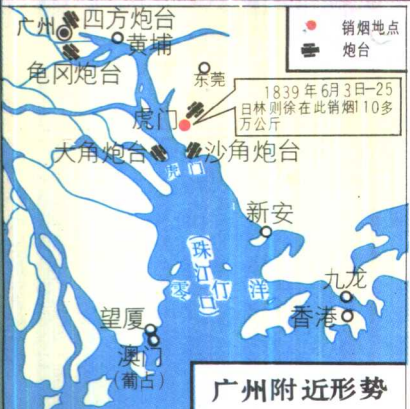 四方炮台
广州
黄埔
龟冈炮台
销烟地点
炮台
东莞
1839年6月3日—25
日林则徐在此销烟110多
万公斤
虎门
大角炮台
沙角炮台
虎门
新安
珠江口
零仃洋
九龙
香港
望厦
澳门
(葡占)
广州附近形势